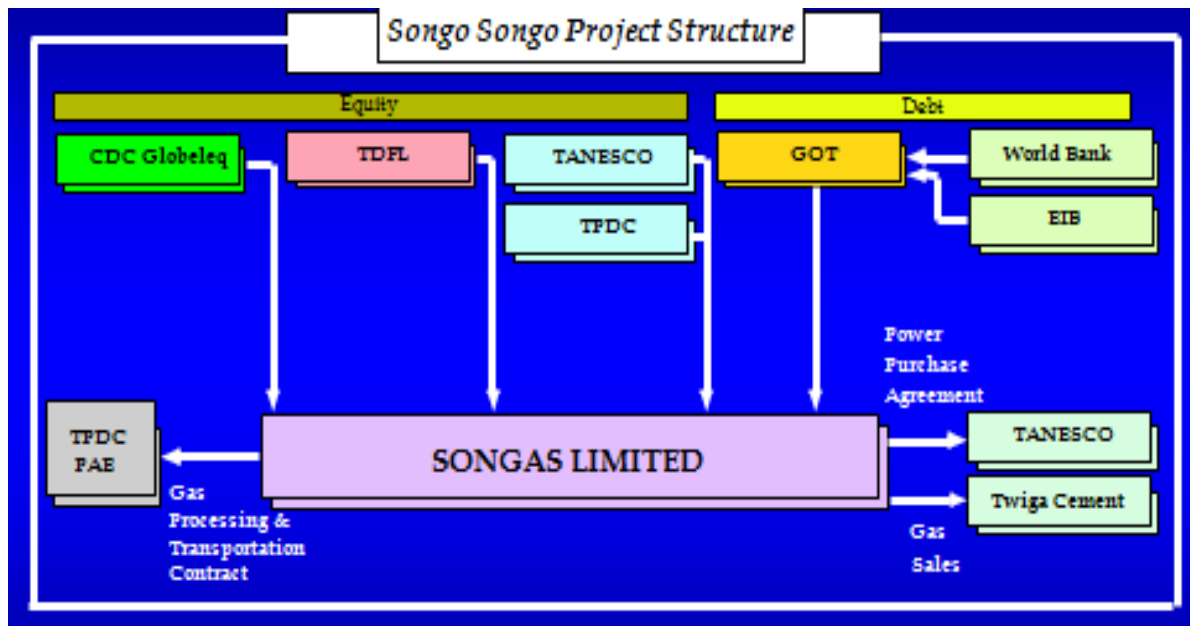 Songo Songo Project Structure
Equity
Debt
CDC Globeleq
TDFL
TANESCO
GOT
World Bank
TPDC
EIB
Power
Purchase
Agreement
TPDC
PAE
SONGAS LIMITED
TANESCO
Twiga Cement
Gas
Processing &
Transportation
Contract
Gas
Sales